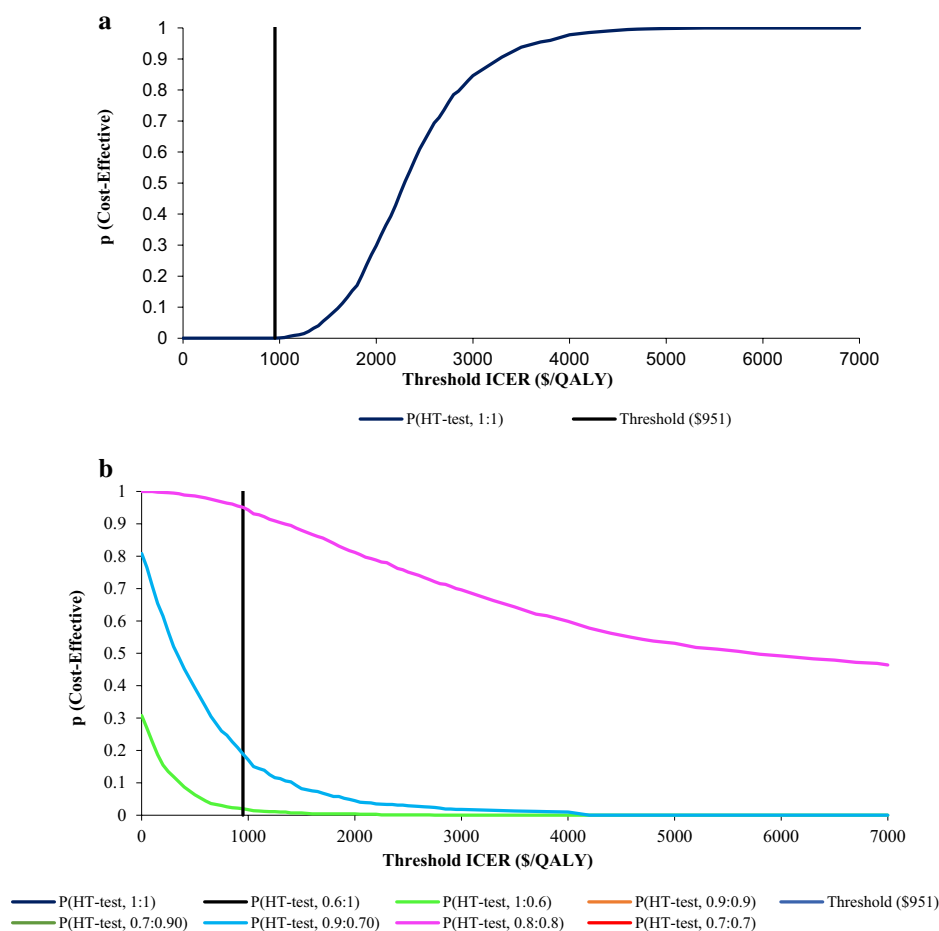 a
1
0.9
0.8
0.7
0.6
0.5
0.4
0.3
0.2
0.1
0
p (Cost-Effective)
0 1000 2000 3000 4000 5000 6000 7000
Threshold ICER ($/QALY)
P(HT-test, 1:1) Threshold ($951)
b
1
0.9
0.8
0.7
0.6
0.5
0.4
0.3
0.2
0.1
0
p (Cost-Effective)
0 1000 2000 3000 4000 5000 6000 7000
Threshold ICER ($/QALY)
P(HT-test, 1:1) P(HT-test, 0.6:1) P(HT-test, 1:0.6) P(HT-test, 0.9:0.9) Threshold ($951)
P(HT-test, 0.7:0.90) P(HT-test, 0.9:0.70) P(HT-test, 0.8:0.8) P(HT-test, 0.7:0.7)